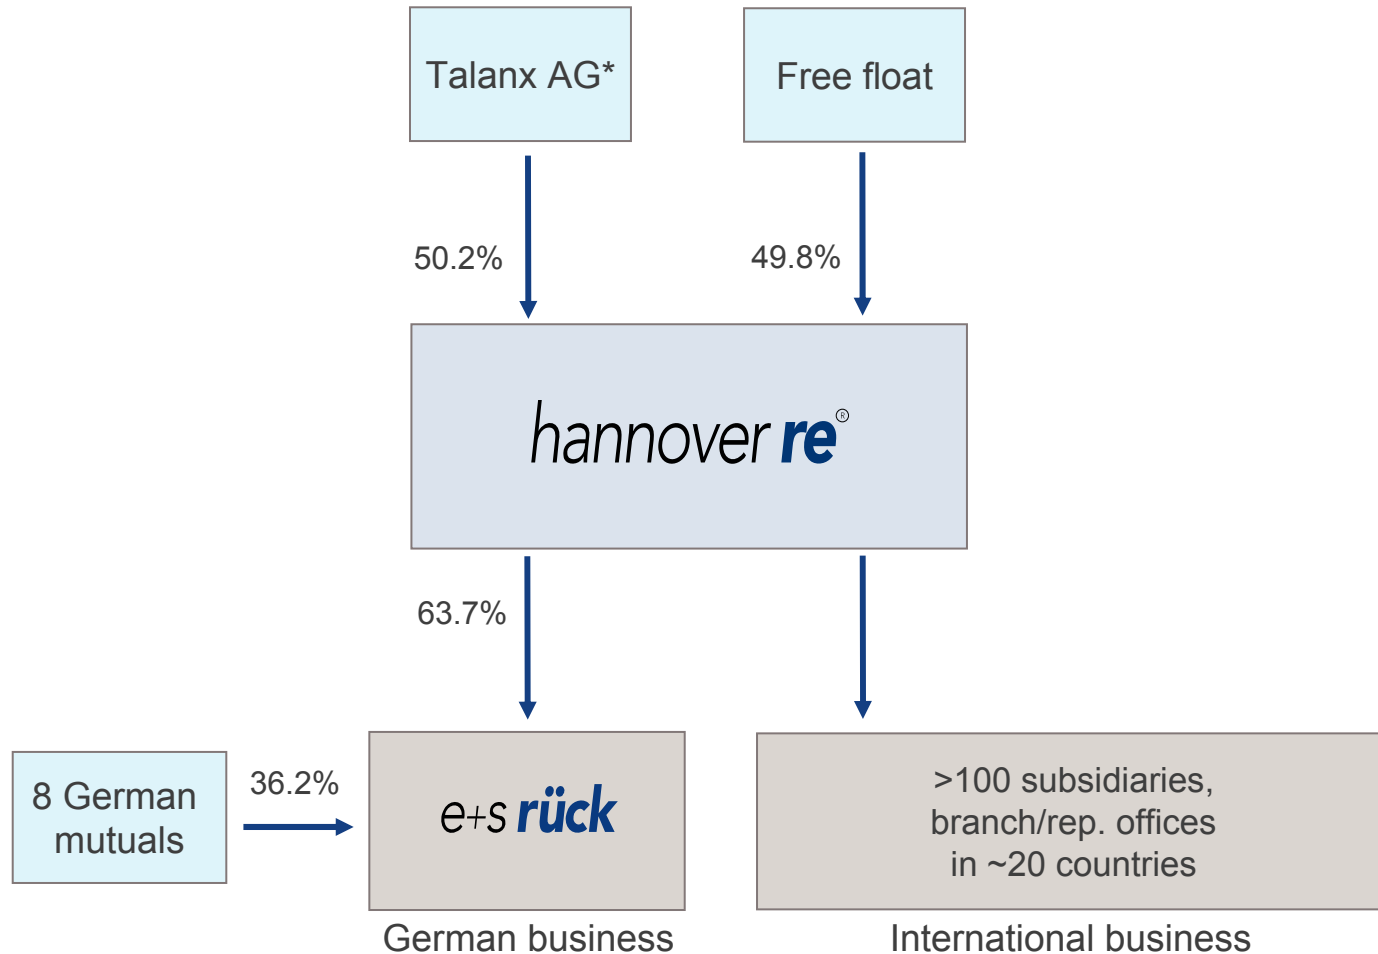 Talanx AG*
Free float
50.2%
49.8%
hannover re®
63.7%
8 German
mutuals
36.2%
e+s rück
>100 subsidiaries,
branch/rep. offices
in ~20 countries
German business
International business